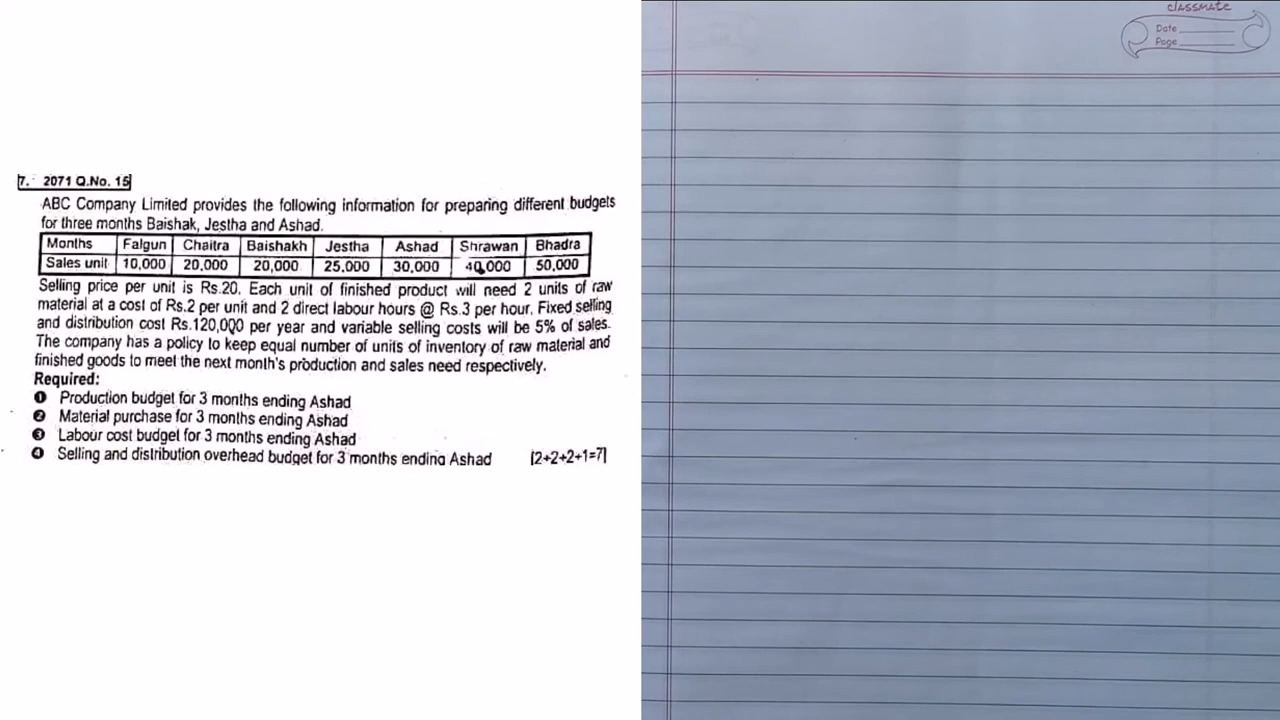 7. 2071 Q.No. 15
ABC Company Limited provides the following information for preparing different budgets
for three months Baishak, Jestha and Ashad.
Months Falgun Chaitra Baishakh Jestha Ashad Shrawan Bhadra
Sales unit 10,000 20,000 20,000 25,000 30,000 40,000 50,000
Selling price per unit is Rs.20. Each unit of finished product will need 2 units of raw
material at a cost of Rs.2 per unit and 2 direct labour hours @ Rs.3 per hour. Fixed selling
and distribution cost Rs.120,000 per year and variable selling costs will be 5% of sales.
The company has a policy to keep equal number of units of inventory of raw material and
finished goods to meet the next month's production and sales need respectively.
Required:
❶ Production budget for 3 months ending Ashad
❷ Material purchase for 3 months ending Ashad
❸ Labour cost budget for 3 months ending Ashad
❹ Selling and distribution overhead budget for 3 months ending Ashad [2+2+2+1=7]
classmate
Date
Page